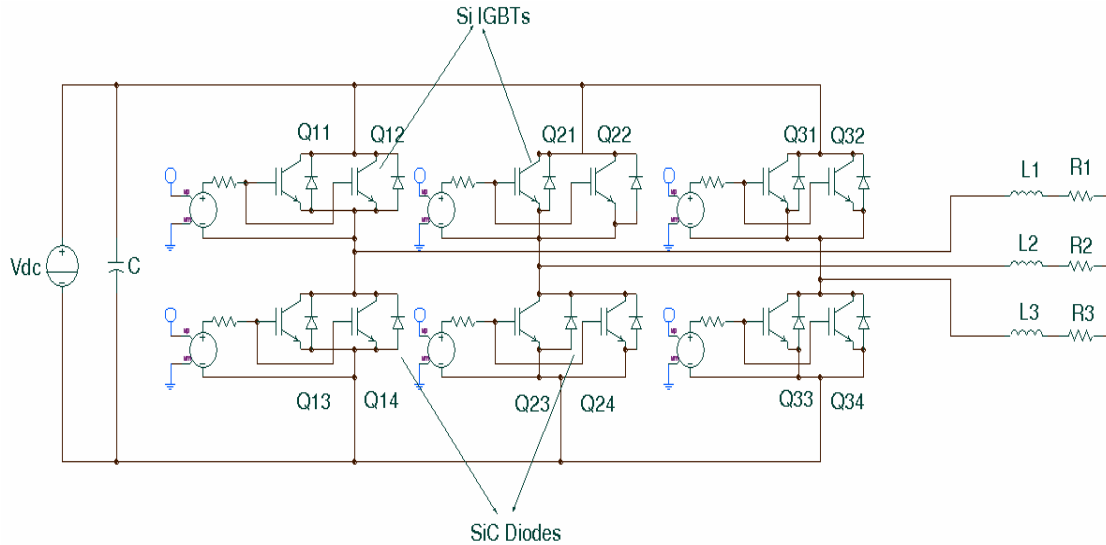 Si IGBTs
Q11 Q12 Q21 Q22 Q31 Q32
L1 R1
L2 R2
Vdc C
L3 R3
Q13 Q14 Q23 Q24 Q33 Q34
SiC Diodes